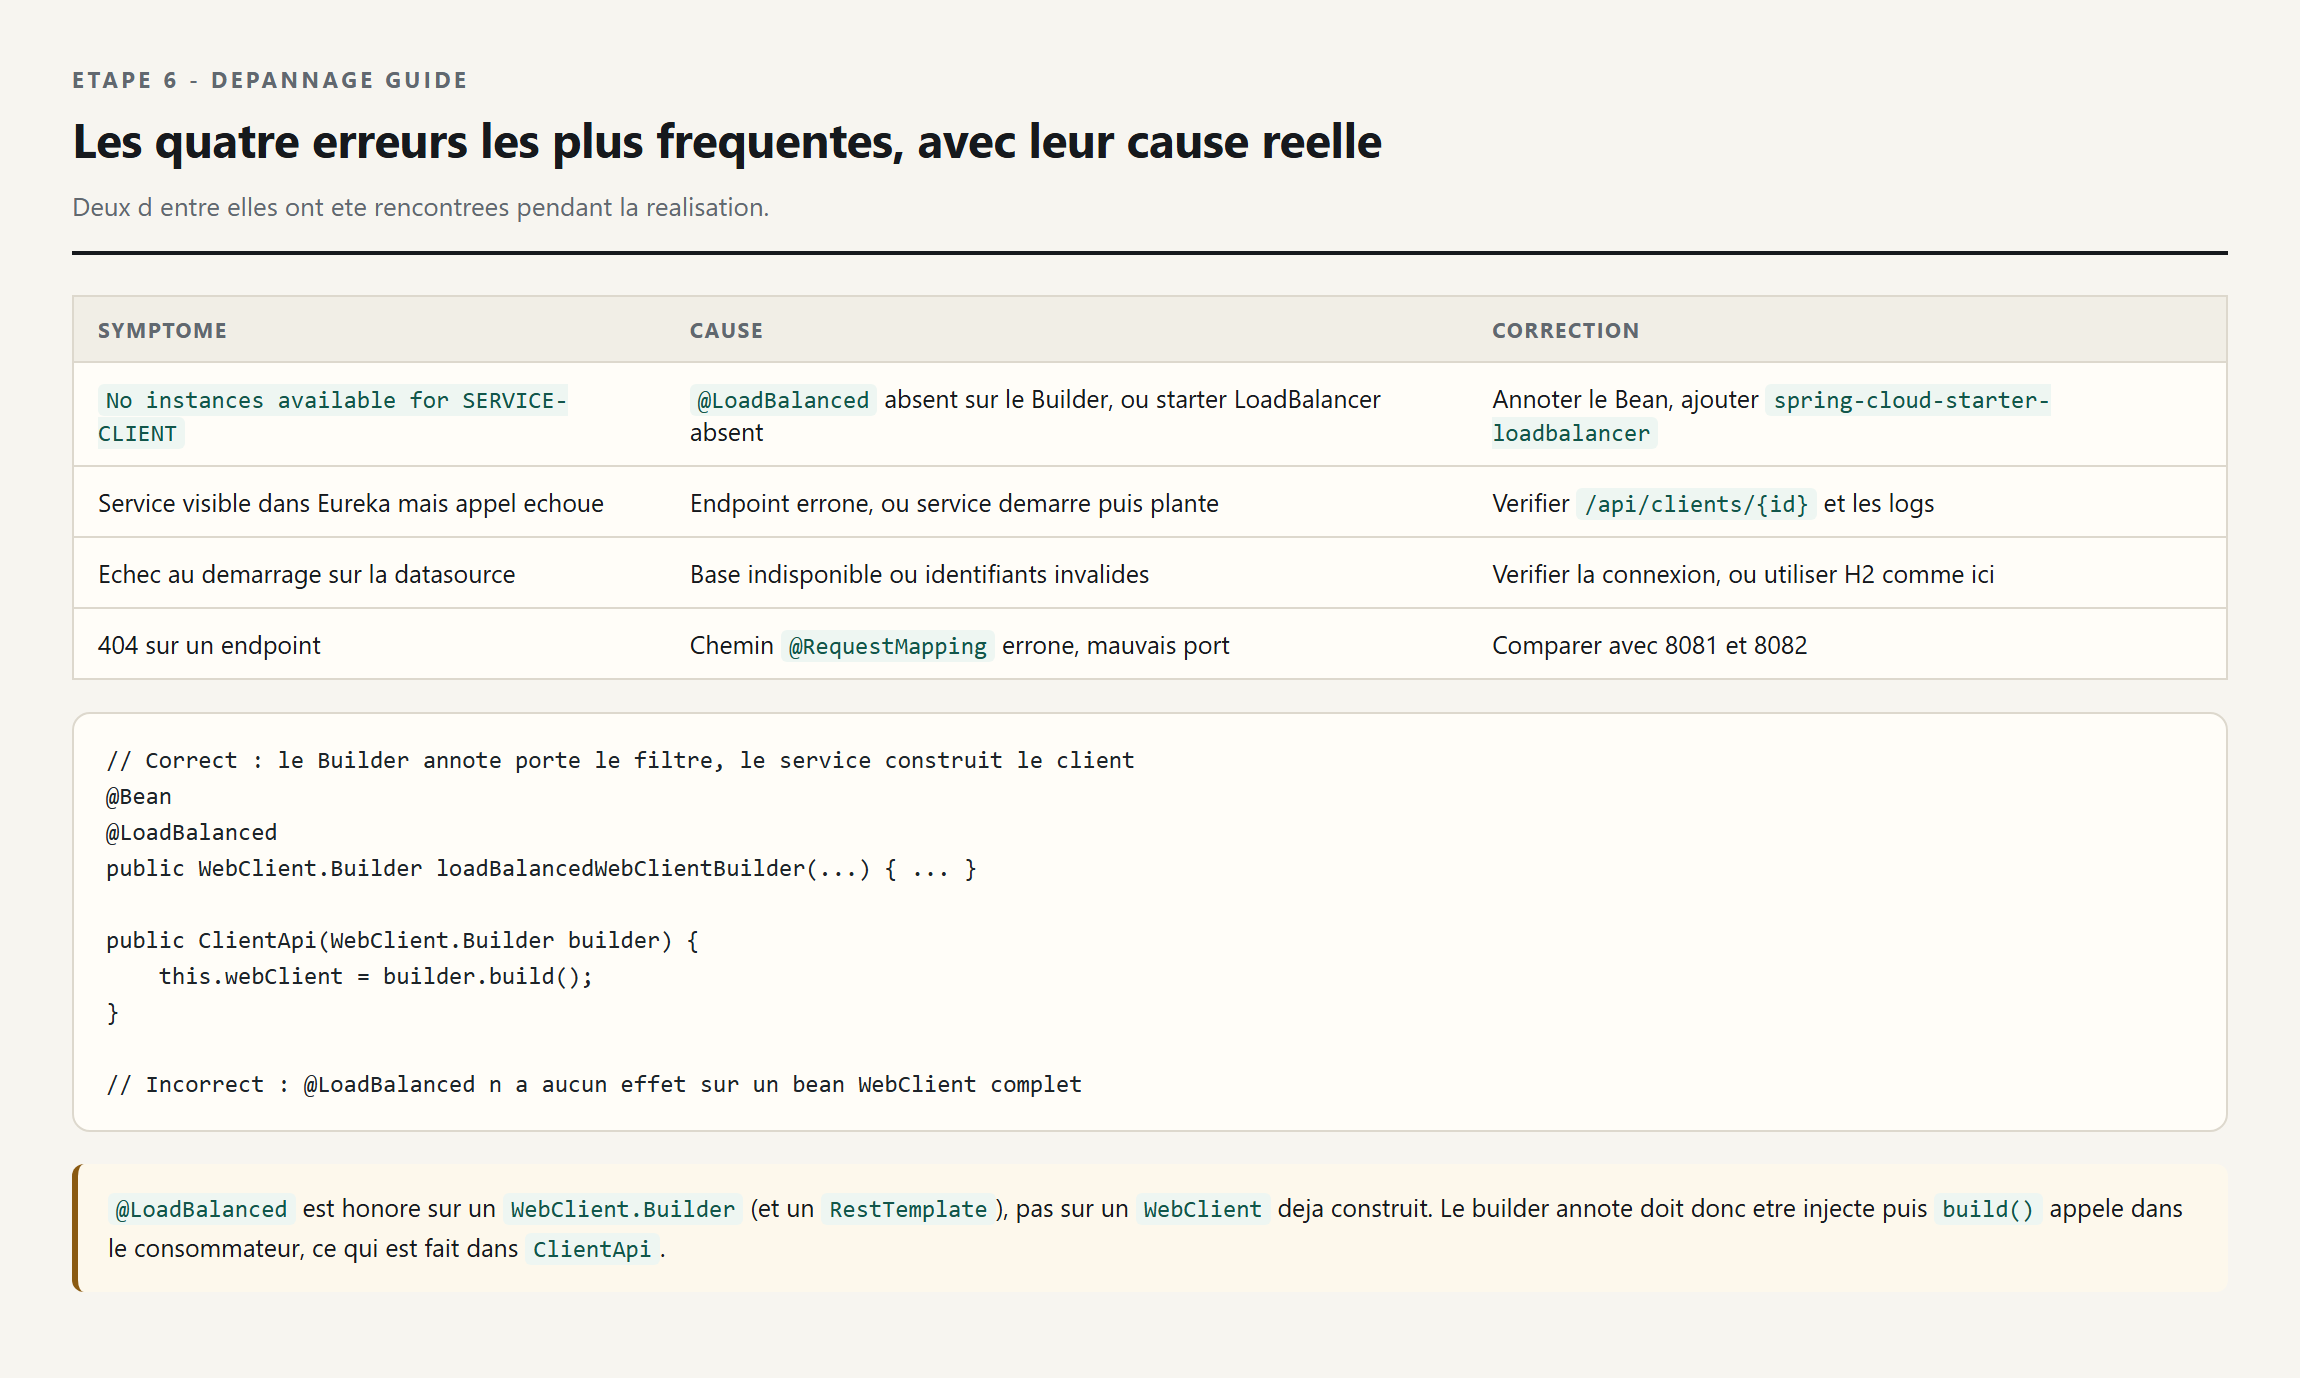 ETAPE 6 - DEPANNAGE GUIDE
Les quatre erreurs les plus frequentes, avec leur cause reelle
Deux d entre elles ont ete rencontrees pendant la realisation.
SYMPTOME CAUSE CORRECTION
No instances available for SERVICE-
CLIENT
@LoadBalanced absent sur le Builder, ou starter LoadBalancer
absent
Annoter le Bean, ajouter spring-cloud-starter-
loadbalancer
Service visible dans Eureka mais appel echoue
Endpoint errone, ou service demarre puis plante
Verifier /api/clients/{id} et les logs
Echec au demarrage sur la datasource
Base indisponible ou identifiants invalides
Verifier la connexion, ou utiliser H2 comme ici
404 sur un endpoint
Chemin @RequestMapping errone, mauvais port
Comparer avec 8081 et 8082
// Correct : le Builder annote porte le filtre, le service construit le client
@Bean
@LoadBalanced
public WebClient.Builder loadBalancedWebClientBuilder(...) { ... }
public ClientApi(WebClient.Builder builder) {
    this.webClient = builder.build();
}
// Incorrect : @LoadBalanced n a aucun effet sur un bean WebClient complet
@LoadBalanced est honore sur un WebClient.Builder (et un RestTemplate), pas sur un WebClient deja construit. Le builder annote doit donc etre injecte puis build() appele dans
le consommateur, ce qui est fait dans ClientApi.